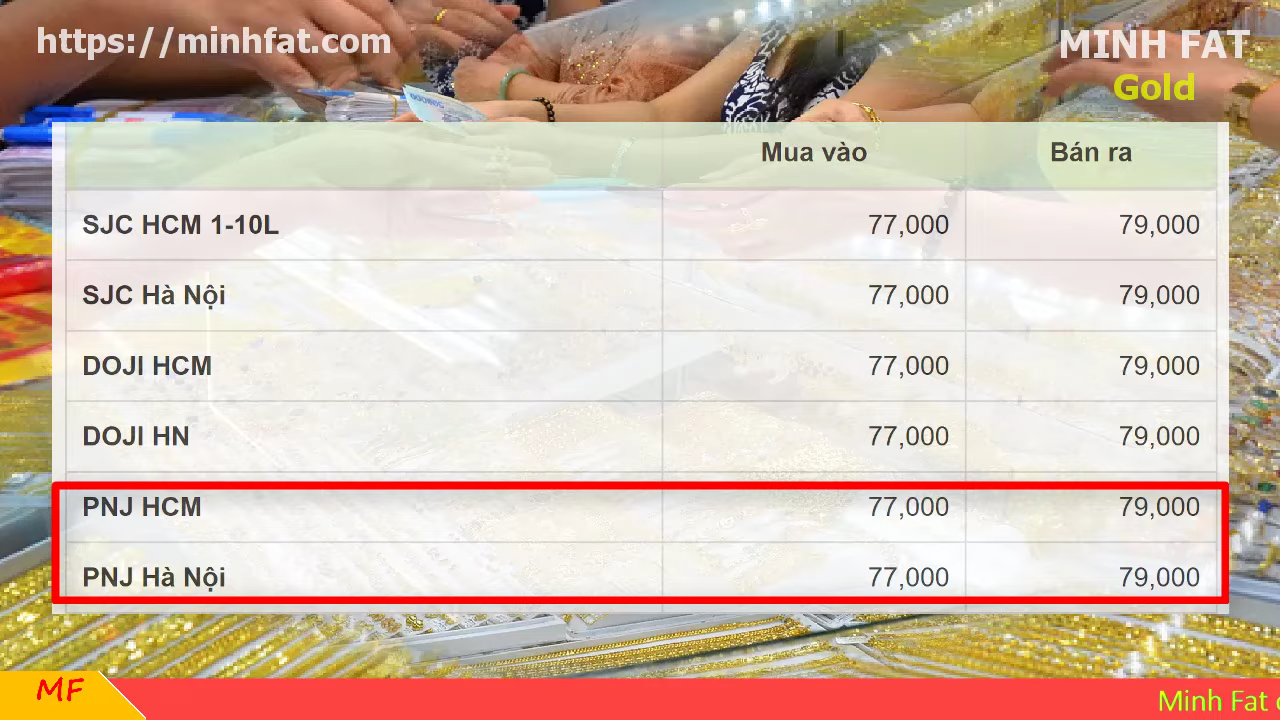 https://minhfat.com
MINH FAT
Gold
Mua vào Bán ra
SJC HCM 1-10L 77,000 79,000
SJC Hà Nội 77,000 79,000
DOJI HCM 77,000 79,000
DOJI HN 77,000 79,000
PNJ HCM 77,000 79,000
PNJ Hà Nội 77,000 79,000
MF
Minh Fat